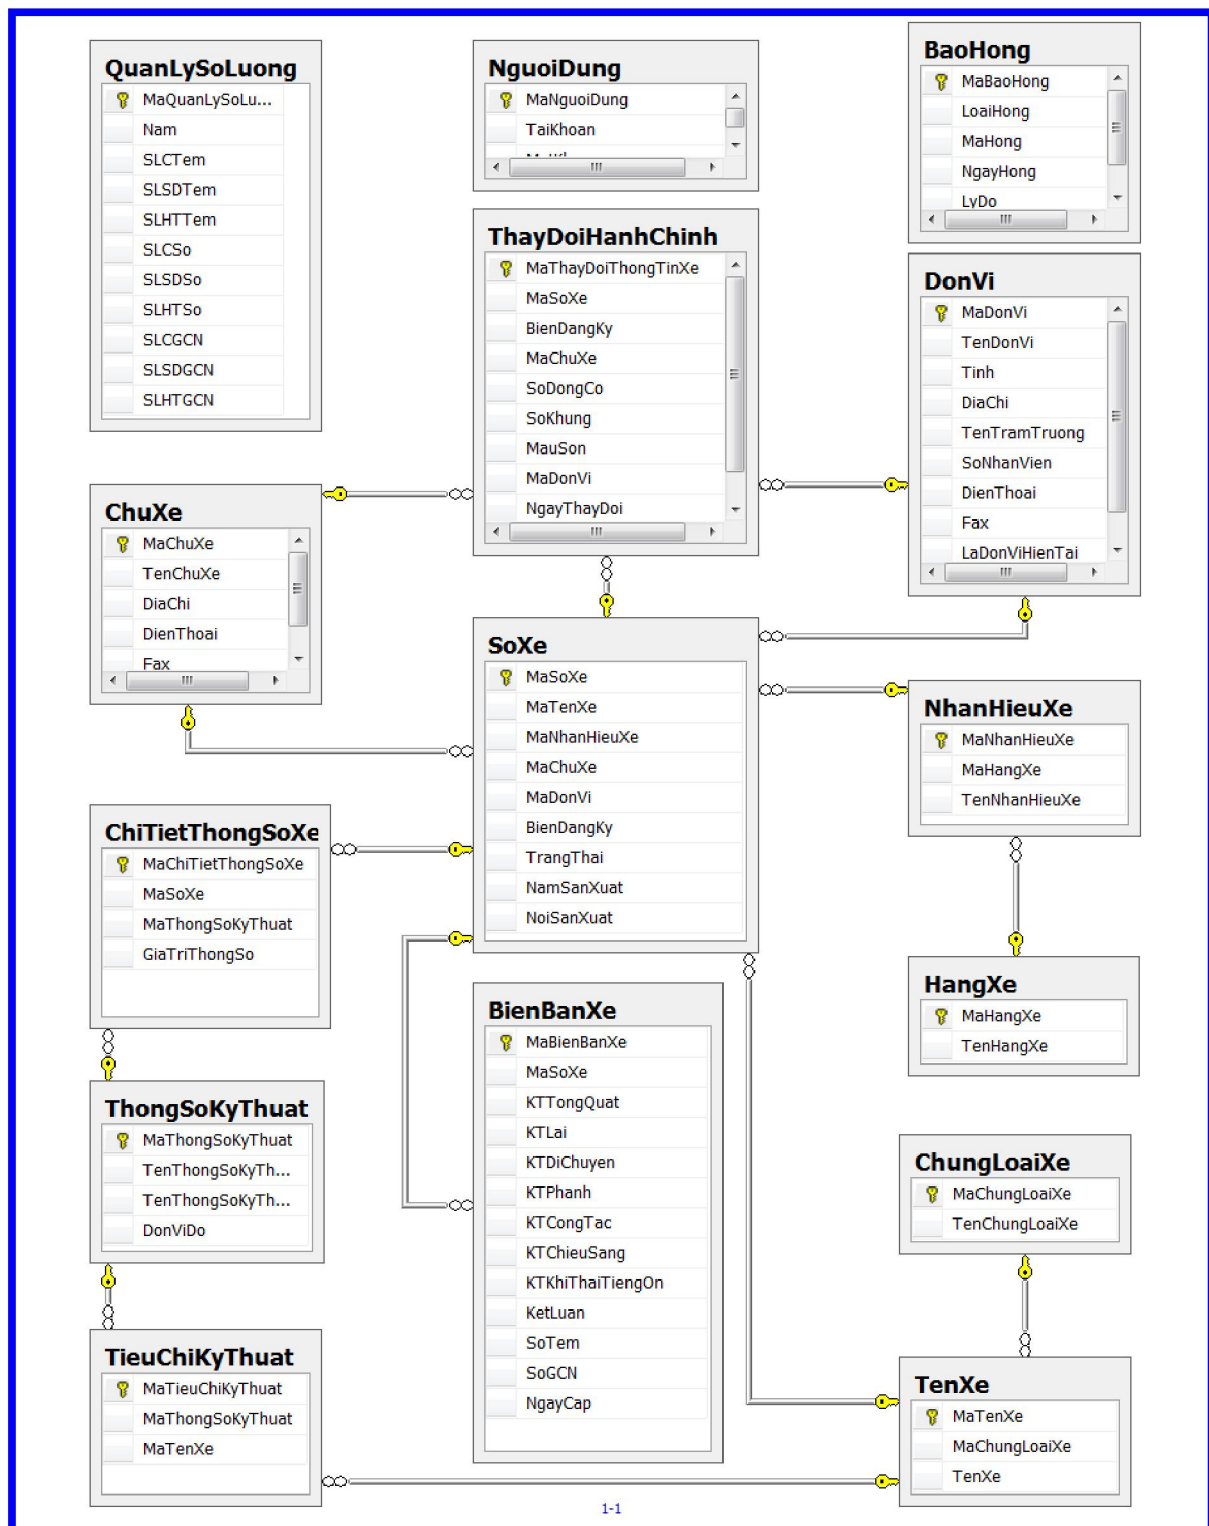 QuanLySoLuong
MaQuanLySoLu...
Nam
SLCTem
SLSDTem
SLHTTem
SLCSo
SLSDSo
SLHTSo
SLCGCN
SLSDGCN
SLHTGCN
NguoiDung
MaNguoiDung
TaiKhoan
BaoHong
MaBaoHong
LoaiHong
MaHong
NgayHong
LyDo
ThayDoiHanhChinh
MaThayDoiThongTinXe
MaSoXe
BienDangKy
MaChuXe
SoDongCo
SoKhung
MauSon
MaDonVi
NgayThayDoi
DonVi
MaDonVi
TenDonVi
Tinh
DiaChi
TenTramTruong
SoNhanVien
DienThoai
Fax
LaDonViHienTai
ChuXe
MaChuXe
TenChuXe
DiaChi
DienThoai
Fax
SoXe
MaSoXe
MaTenXe
MaNhanHieuXe
MaChuXe
MaDonVi
BienDangKy
TrangThai
NamSanXuat
NoiSanXuat
NhanHieuXe
MaNhanHieuXe
MaHangXe
TenNhanHieuXe
ChiTietThongSoXe
MaChiTietThongSoXe
MaSoXe
MaThongSoKyThuat
GiaTriThongSo
HangXe
MaHangXe
TenHangXe
BienBanXe
MaBienBanXe
MaSoXe
KTTongQuat
KTLai
KTDiChuyen
KTPhanh
KTCongTac
KTChieuSang
KTKhiThaiTiengOn
KetLuan
SoTem
SoGCN
NgayCap
ThongSoKyThuat
MaThongSoKyThuat
TenThongSoKyTh...
TenThongSoKyTh...
DonViDo
ChungLoaiXe
MaChungLoaiXe
TenChungLoaiXe
TieuChiKyThuat
MaTieuChiKyThuat
MaThongSoKyThuat
MaTenXe
TenXe
MaTenXe
MaChungLoaiXe
TenXe
1-1